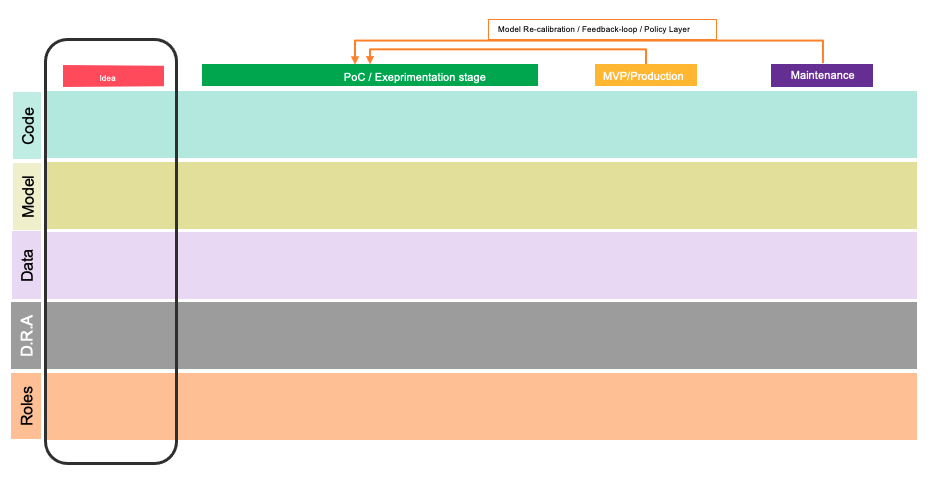 Model Re-calibration / Feedback-loop / Policy Layer
Idea
PoC / Exeprimentation stage
MVP/Production
Maintenance
Code
Model
Data
D.R.A
Roles